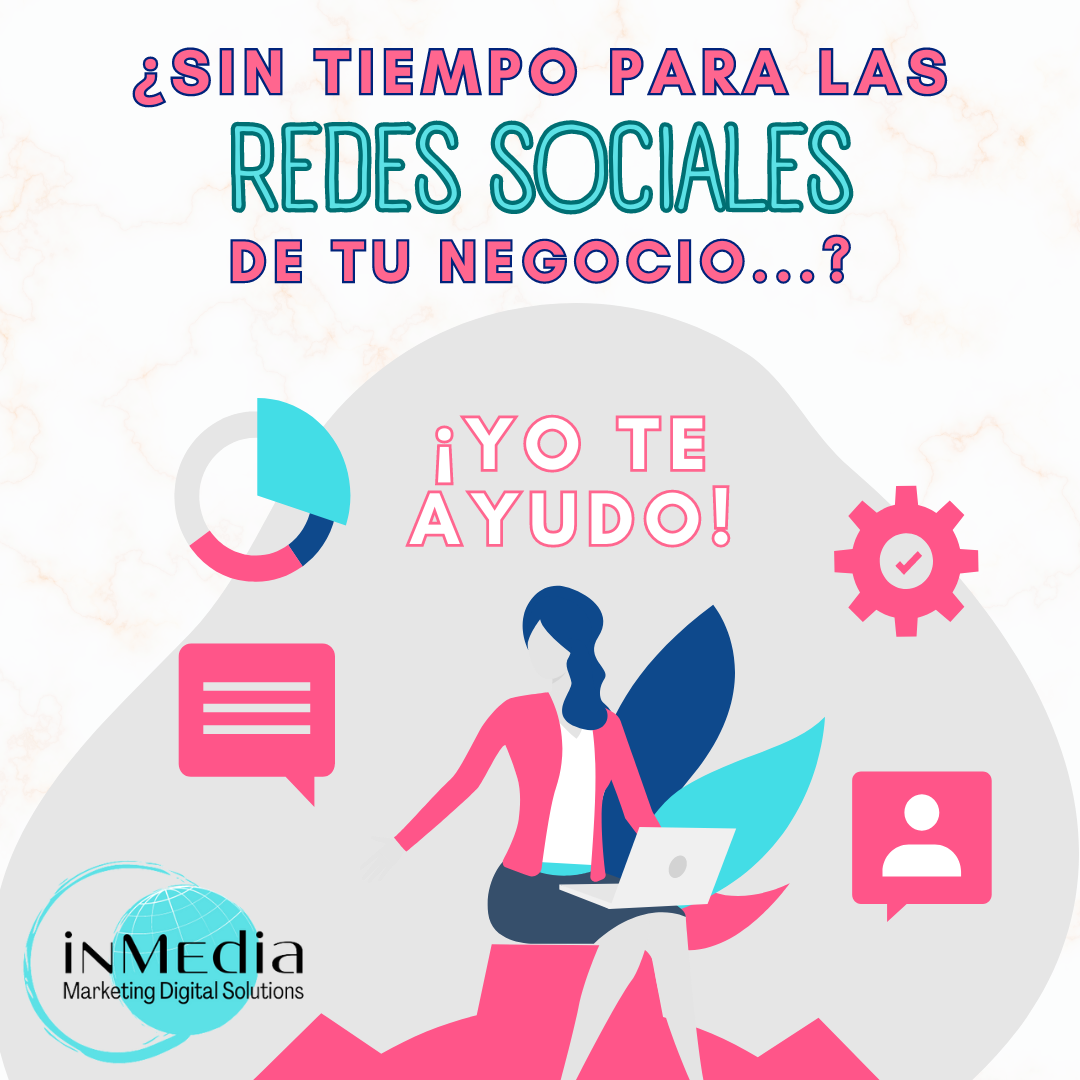 ¿SIN TIEMPO PARA LAS
REDES SOCIALES
DE TU NEGOCIO...?
¡YO TE
AYUDO!
iNMEdia
Marketing Digital Solutions